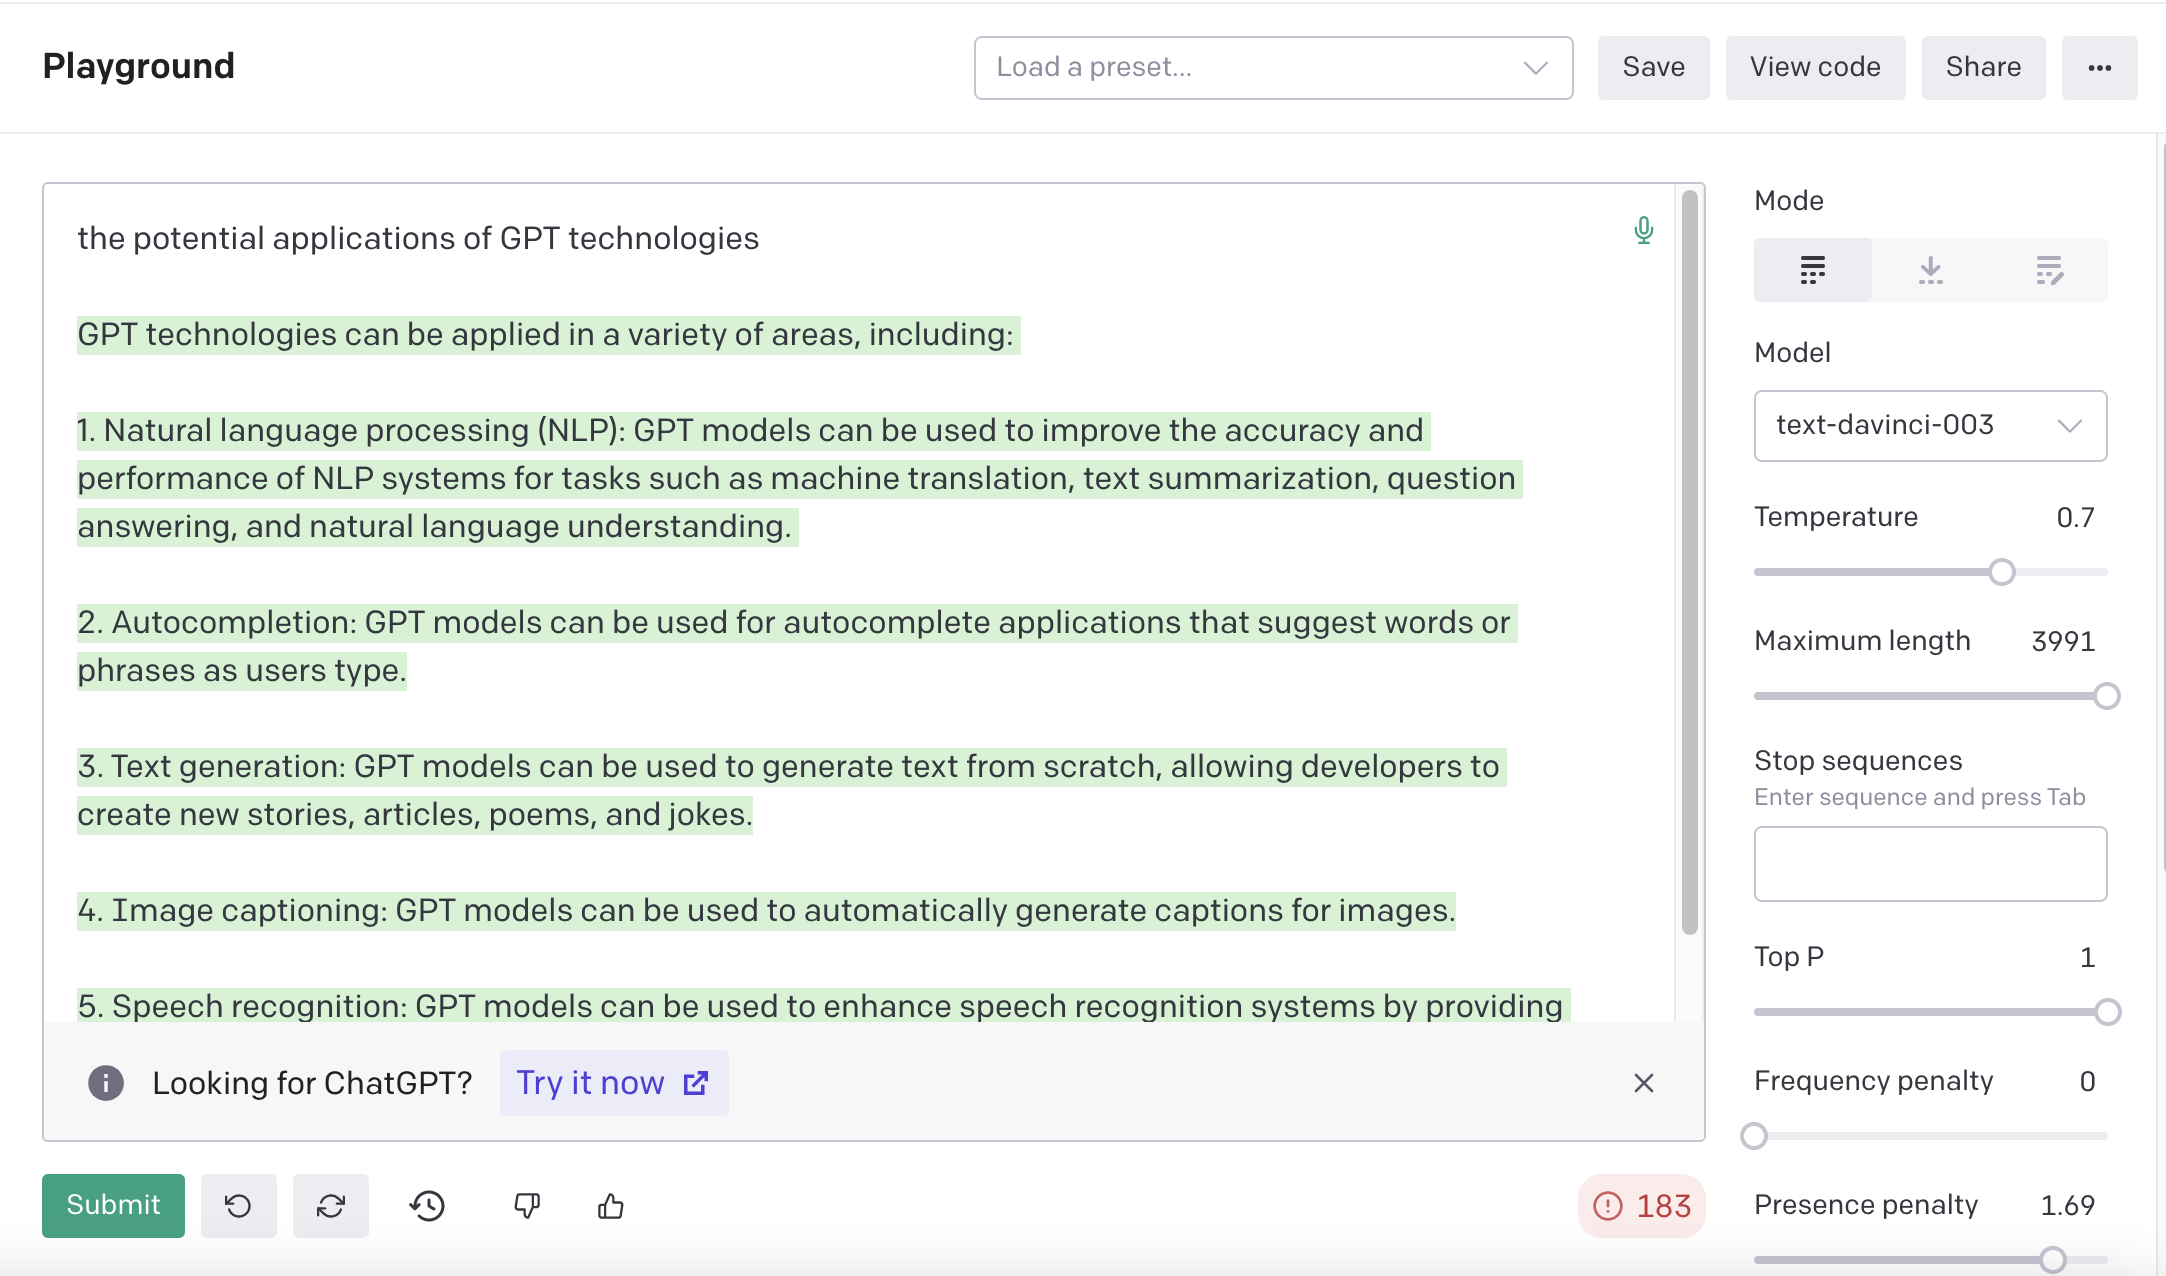 Playground
Load a preset...
Save
View code
Share
the potential applications of GPT technologies
GPT technologies can be applied in a variety of areas, including:
1. Natural language processing (NLP): GPT models can be used to improve the accuracy and
performance of NLP systems for tasks such as machine translation, text summarization, question
answering, and natural language understanding.
2. Autocompletion: GPT models can be used for autocomplete applications that suggest words or
phrases as users type.
3. Text generation: GPT models can be used to generate text from scratch, allowing developers to
create new stories, articles, poems, and jokes.
4. Image captioning: GPT models can be used to automatically generate captions for images.
5. Speech recognition: GPT models can be used to enhance speech recognition systems by providing
Looking for ChatGPT?
Try it now
Submit
183
Mode
Model
text-davinci-003
Temperature 0.7
Maximum length 3991
Stop sequences
Enter sequence and press Tab
Top P 1
Frequency penalty 0
Presence penalty 1.69